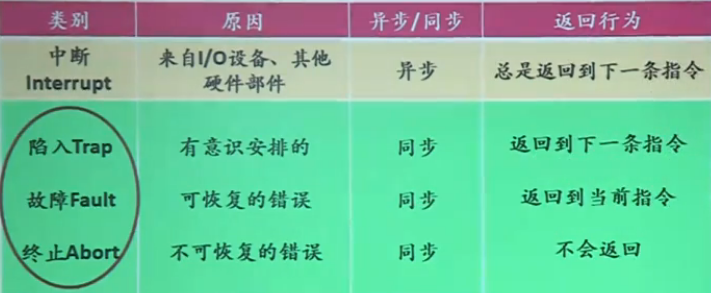 类别 原因 异步/同步 返回行为
中断 来自I/O设备、其他 异步 总是返回到下一条指令
Interrupt 硬件部件
陷入Trap 有意识安排的 同步 返回到下一条指令
故障Fault 可恢复的错误 同步 返回到当前指令
终止Abort 不可恢复的错误 同步 不会返回